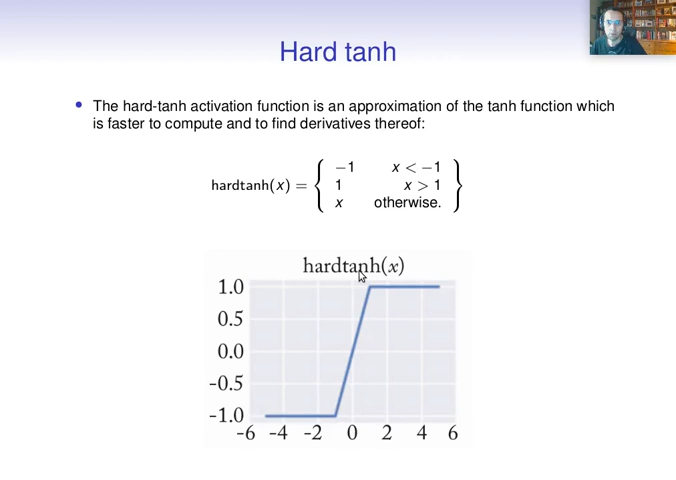 Hard tanh
• The hard-tanh activation function is an approximation of the tanh function which
is faster to compute and to find derivatives thereof:
−1 x < −1
hardtanh(x) = { 1 x > 1 }
x otherwise.
hardtanh(x)
1.0
0.5
0.0
-0.5
-1.0
-6 -4 -2 0 2 4 6